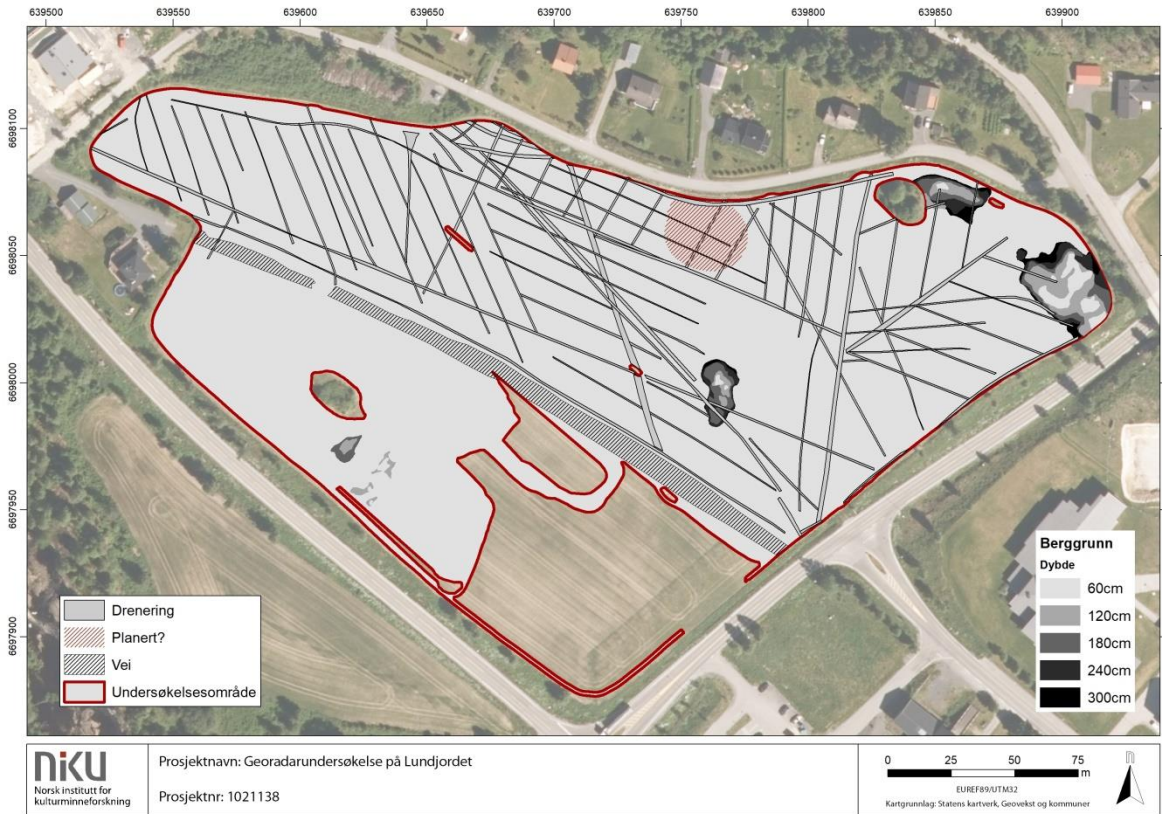 639500 639550 639600 639650 639700 639750 639800 639850 639900
6698100
6698050
6698000
6697950
6697900
Drenering
Planert?
Vei
Undersøkelsesområde
Berggrunn
Dybde
60cm
120cm
180cm
240cm
300cm
niku
Norsk institutt for
kulturminneforskning
Prosjektnavn: Georadarundersøkelse på Lundjordet
Prosjektnr: 1021138
0 25 50 75
m
EUREF89/UTM32
Kartgrunnlag: Statens kartverk, Geovekst og kommuner
n